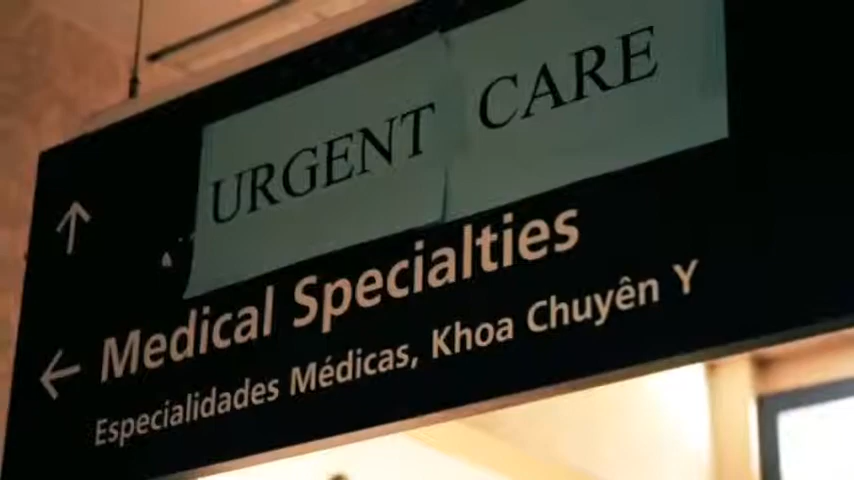 URGENT CARE
Medical Specialties
Especialidades Médicas, Khoa Chuyên Y